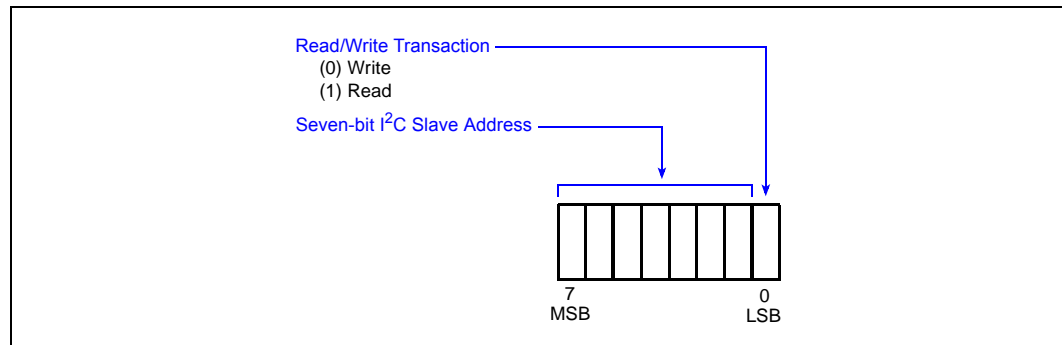 Read/Write Transaction
(0) Write
(1) Read
Seven-bit I²C Slave Address
7 0
MSB LSB